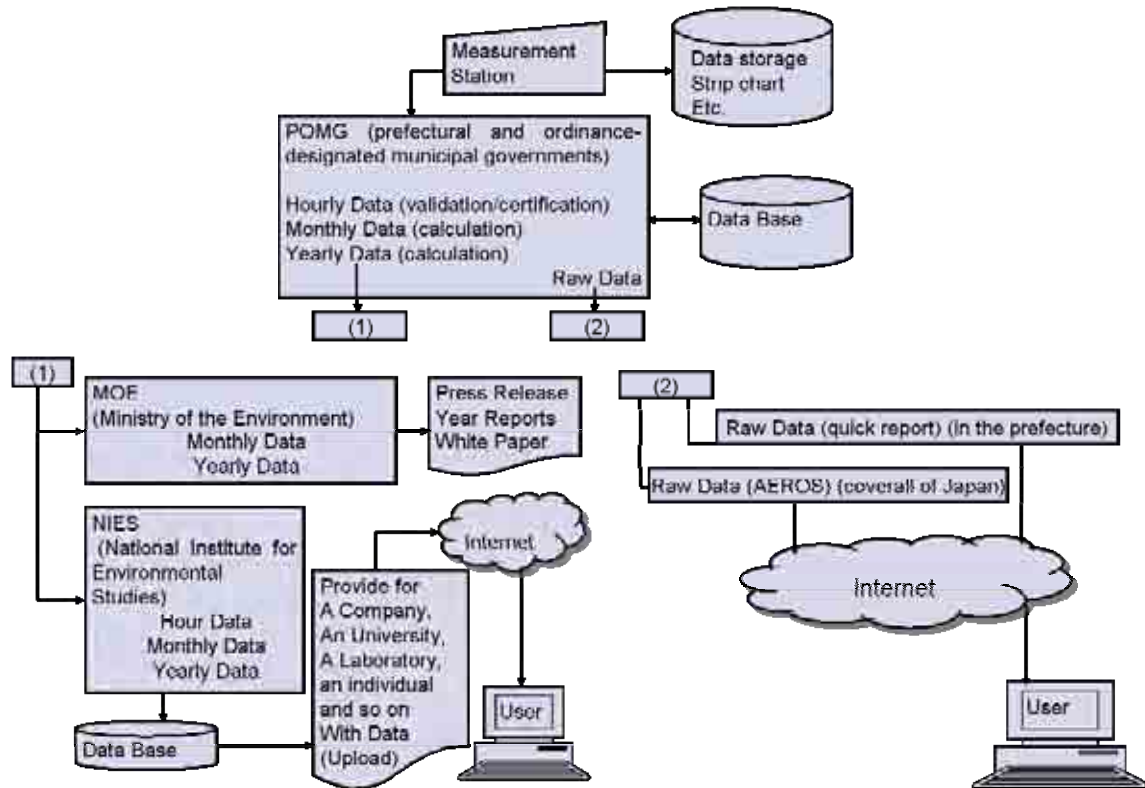 Measurement
Station
Data storage
Strip chart
Etc.
POMG (prefectural and ordinance-
designated municipal governments)
Hourly Data (validation/certification)
Monthly Data (calculation)
Yearly Data (calculation)
Raw Data
Data Base
(1)
(2)
(1)
MOE
(Ministry of the Environment)
Monthly Data
Yearly Data
Press Release
Year Reports
White Paper
NIES
(National Institute for
Environmental
Studies)
Hour Data
Monthly Data
Yearly Data
Data Base
Provide for
A Company,
An University,
A Laboratory,
an individual
and so on
With Data
(Upload)
Internet
User
(2)
Raw Data (quick report) (in the prefecture)
Raw Data (AEROS) (coverall of Japan)
Internet
User